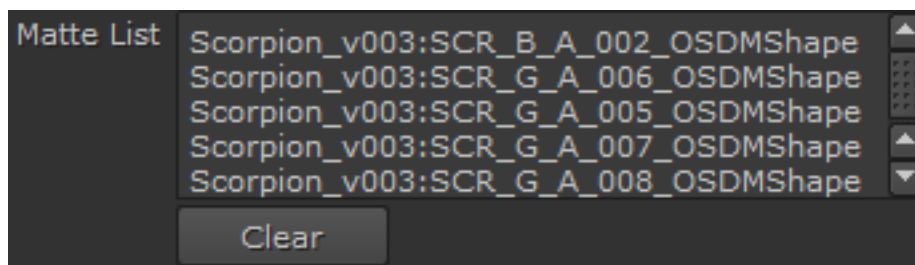 Matte List
Scorpion_v003:SCR_B_A_002_OSDMShape
Scorpion_v003:SCR_G_A_006_OSDMShape
Scorpion_v003:SCR_G_A_005_OSDMShape
Scorpion_v003:SCR_G_A_007_OSDMShape
Scorpion_v003:SCR_G_A_008_OSDMShape
Clear